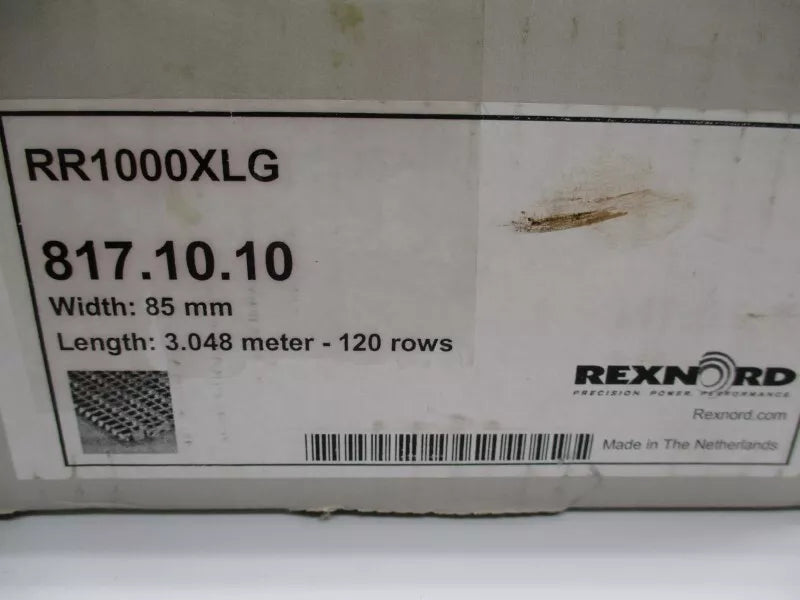 RR1000XLG
817.10.10
Width: 85 mm
Length: 3.048 meter - 120 rows
REXNORD
PRECISION. POWER. PERFORMANCE.
Rexnord.com
Made in The Netherlands